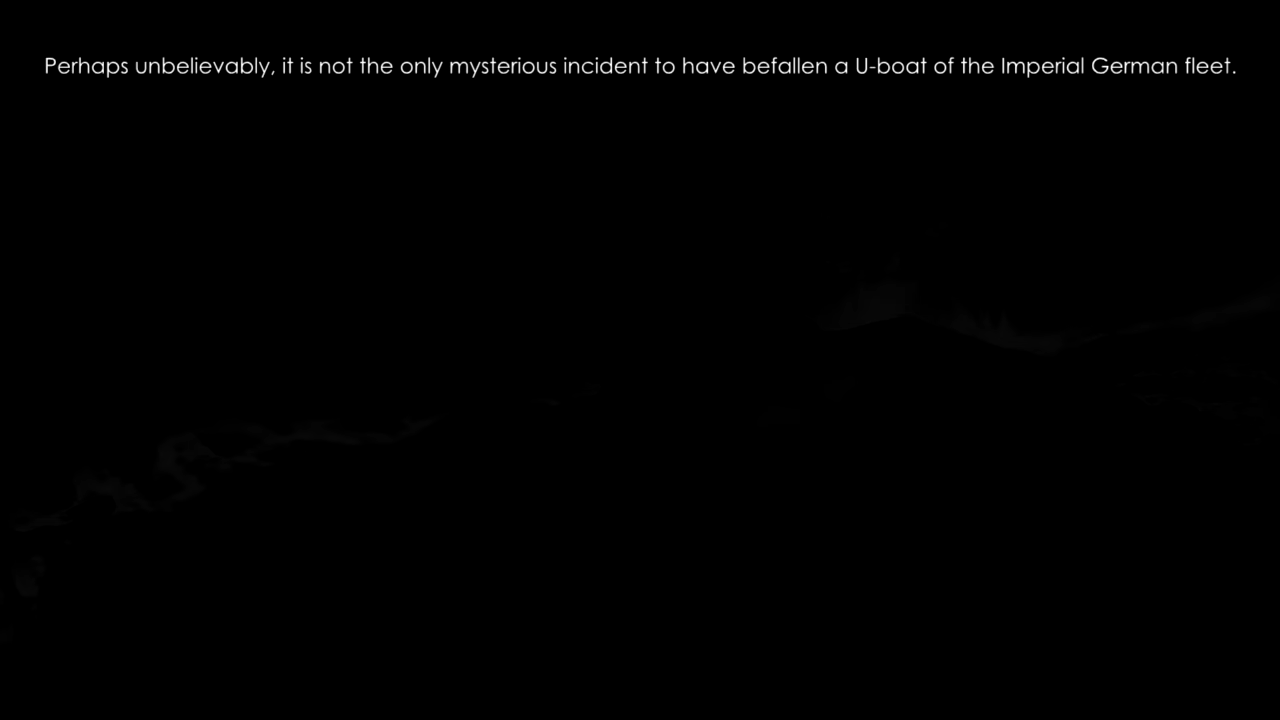 Perhaps unbelievably, it is not the only mysterious incident to have befallen a U-boat of the Imperial German fleet.